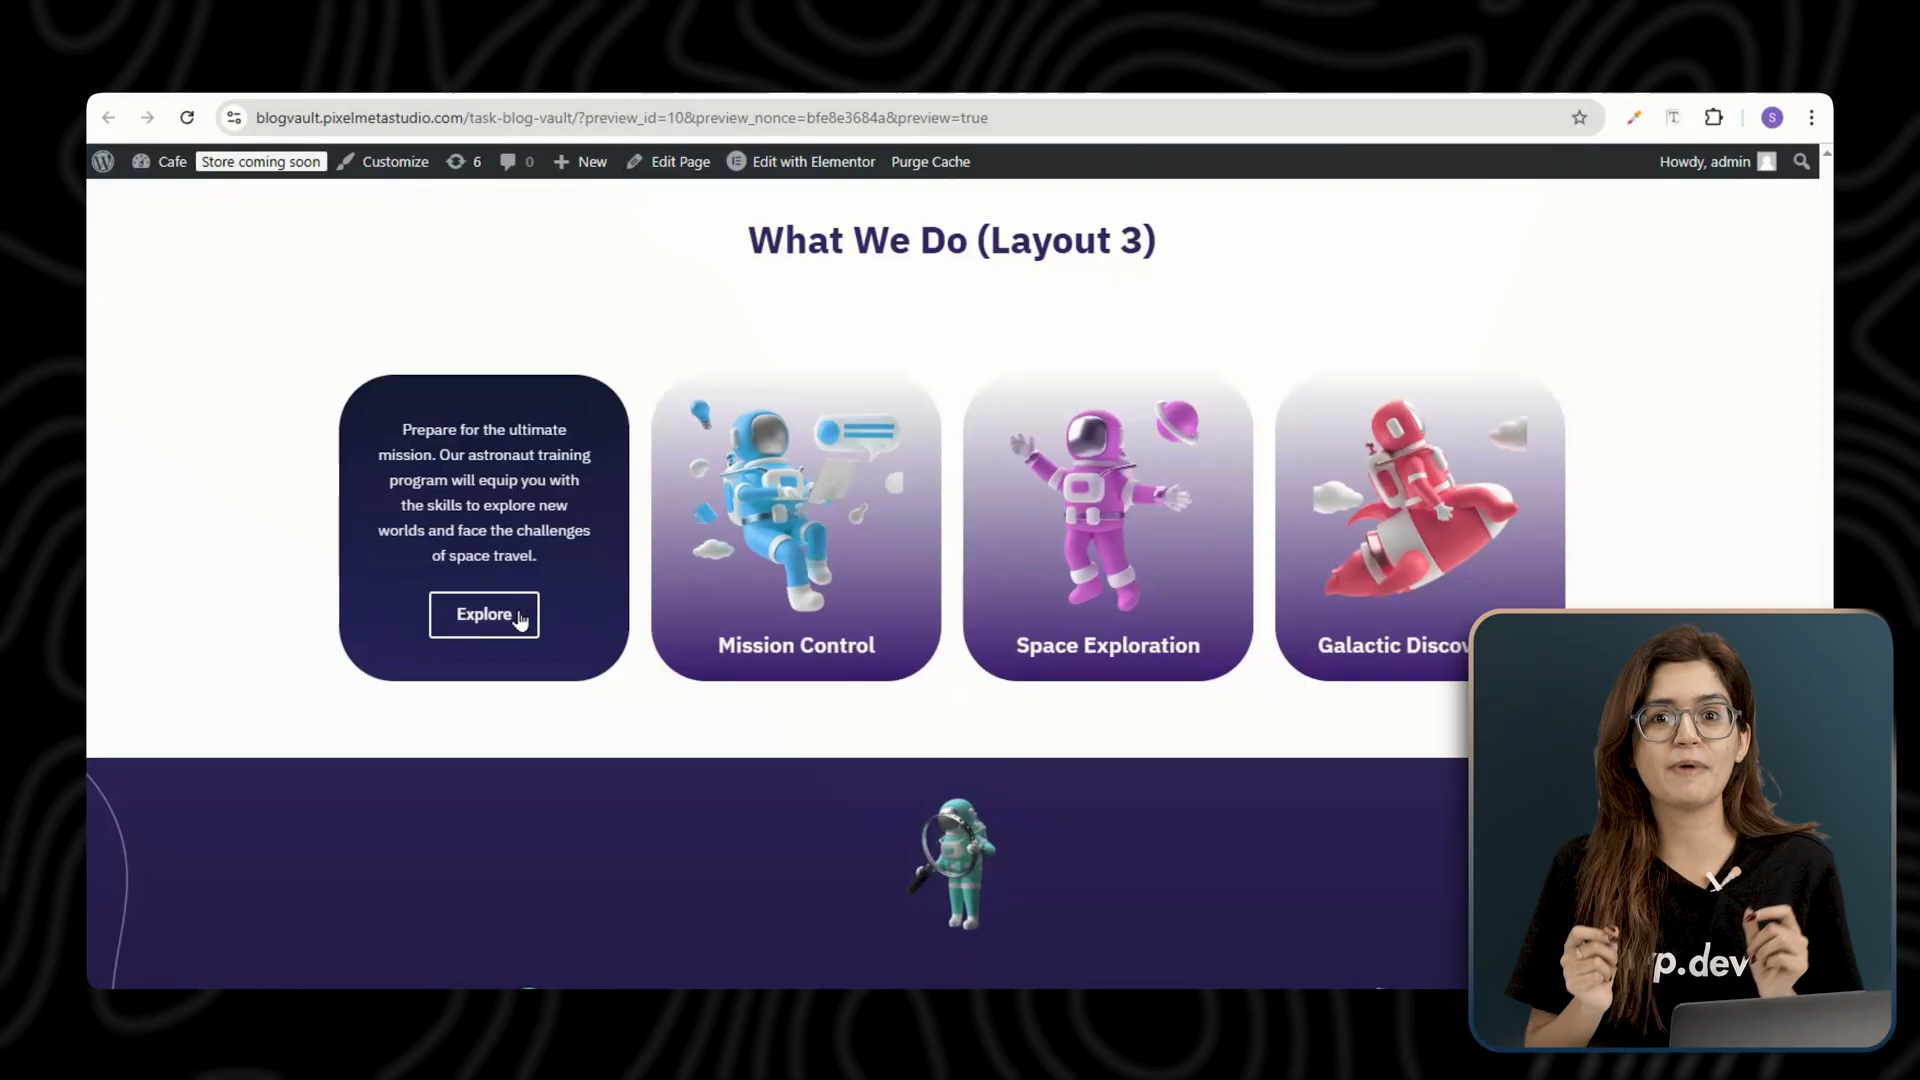 blogvault.pixelmetastudio.com/task-blog-vault/?preview_id=10&preview_nonce=bfe8e3684a&preview=true
T
S
Cafe Store coming soon Customize 6 0 New Edit Page Edit with Elementor Purge Cache Howdy, admin
What We Do (Layout 3)
Prepare for the ultimate
mission. Our astronaut training
program will equip you with
the skills to explore new
worlds and face the challenges
of space travel.
Explore
Mission Control
Space Exploration
Galactic Discov
p.dev